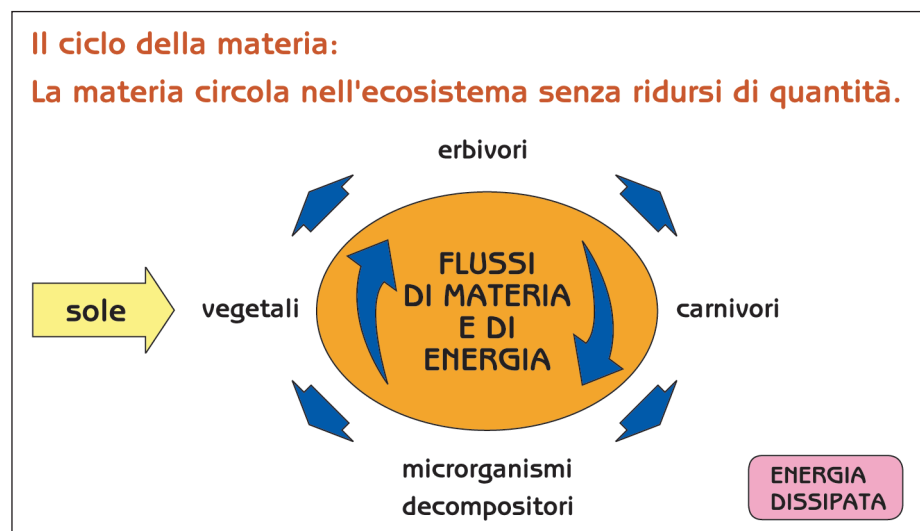 Il ciclo della materia:
La materia circola nell'ecosistema senza ridursi di quantità.
erbivori
sole
vegetali
FLUSSI
DI MATERIA
E DI
ENERGIA
carnivori
microrganismi
decompositori
ENERGIA
DISSIPATA